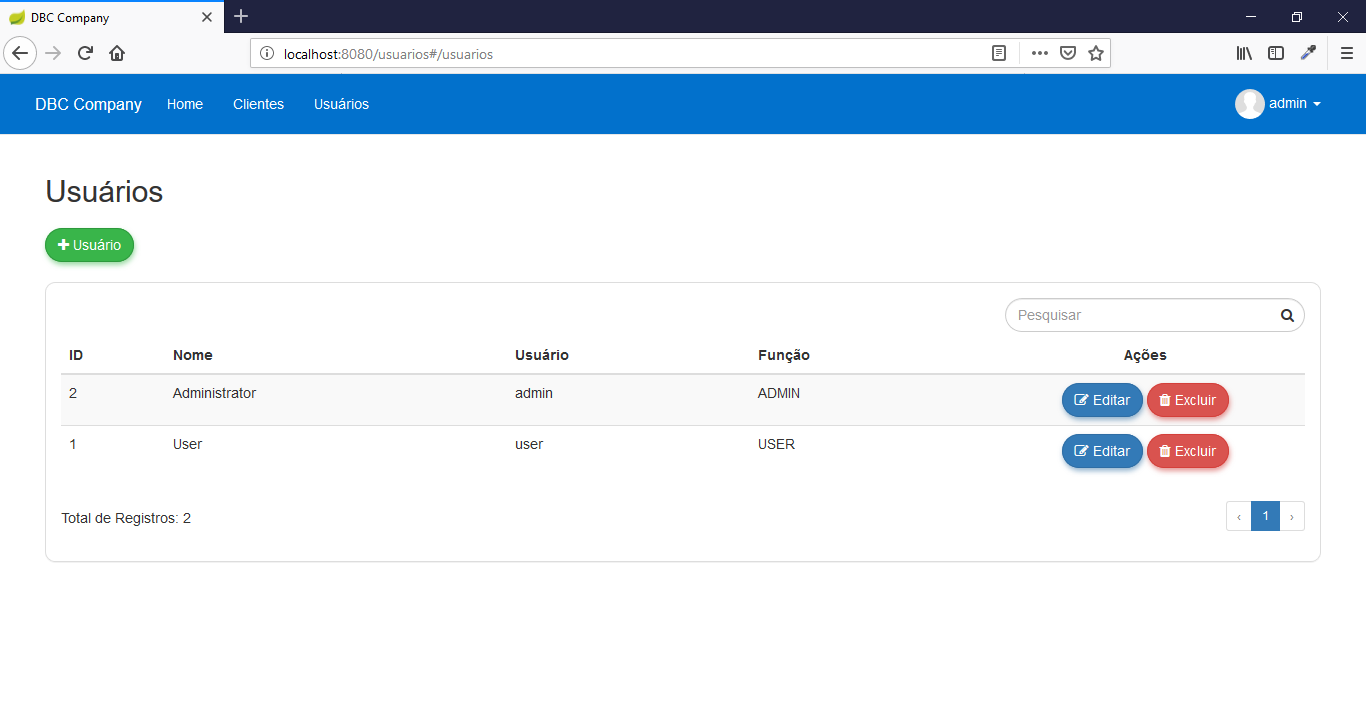 DBC Company
localhost:8080/usuarios#/usuarios
DBC Company Home Clientes Usuários admin
Usuários
Usuário
Pesquisar
ID Nome Usuário Função Ações
2 Administrator admin ADMIN Editar Excluir
1 User user USER Editar Excluir
Total de Registros: 2 ‹ 1 ›